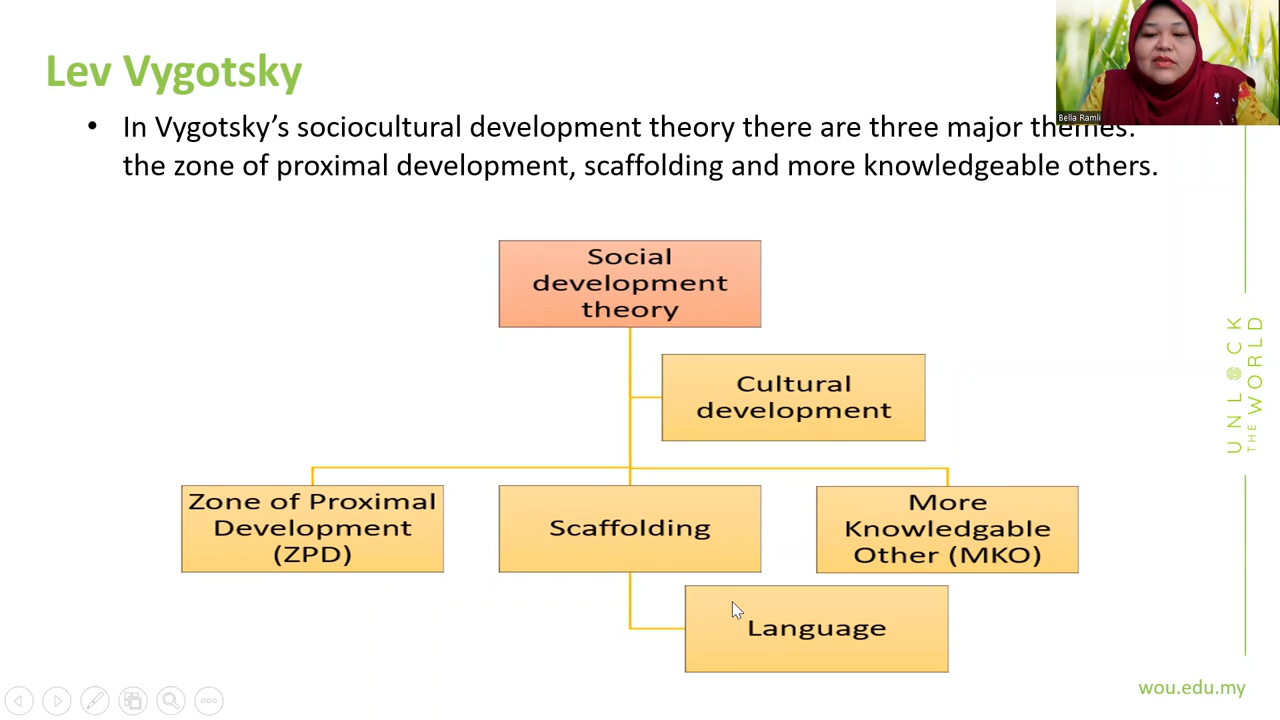 Lev Vygotsky
Bella Ramli
• In Vygotsky's sociocultural development theory there are three major themes:
the zone of proximal development, scaffolding and more knowledgeable others.
Social
development
theory
Cultural
development
Zone of Proximal
Development
(ZPD)
Scaffolding
More
Knowledgable
Other (MKO)
Language
UNLOCK
THE WORLD
wou.edu.my